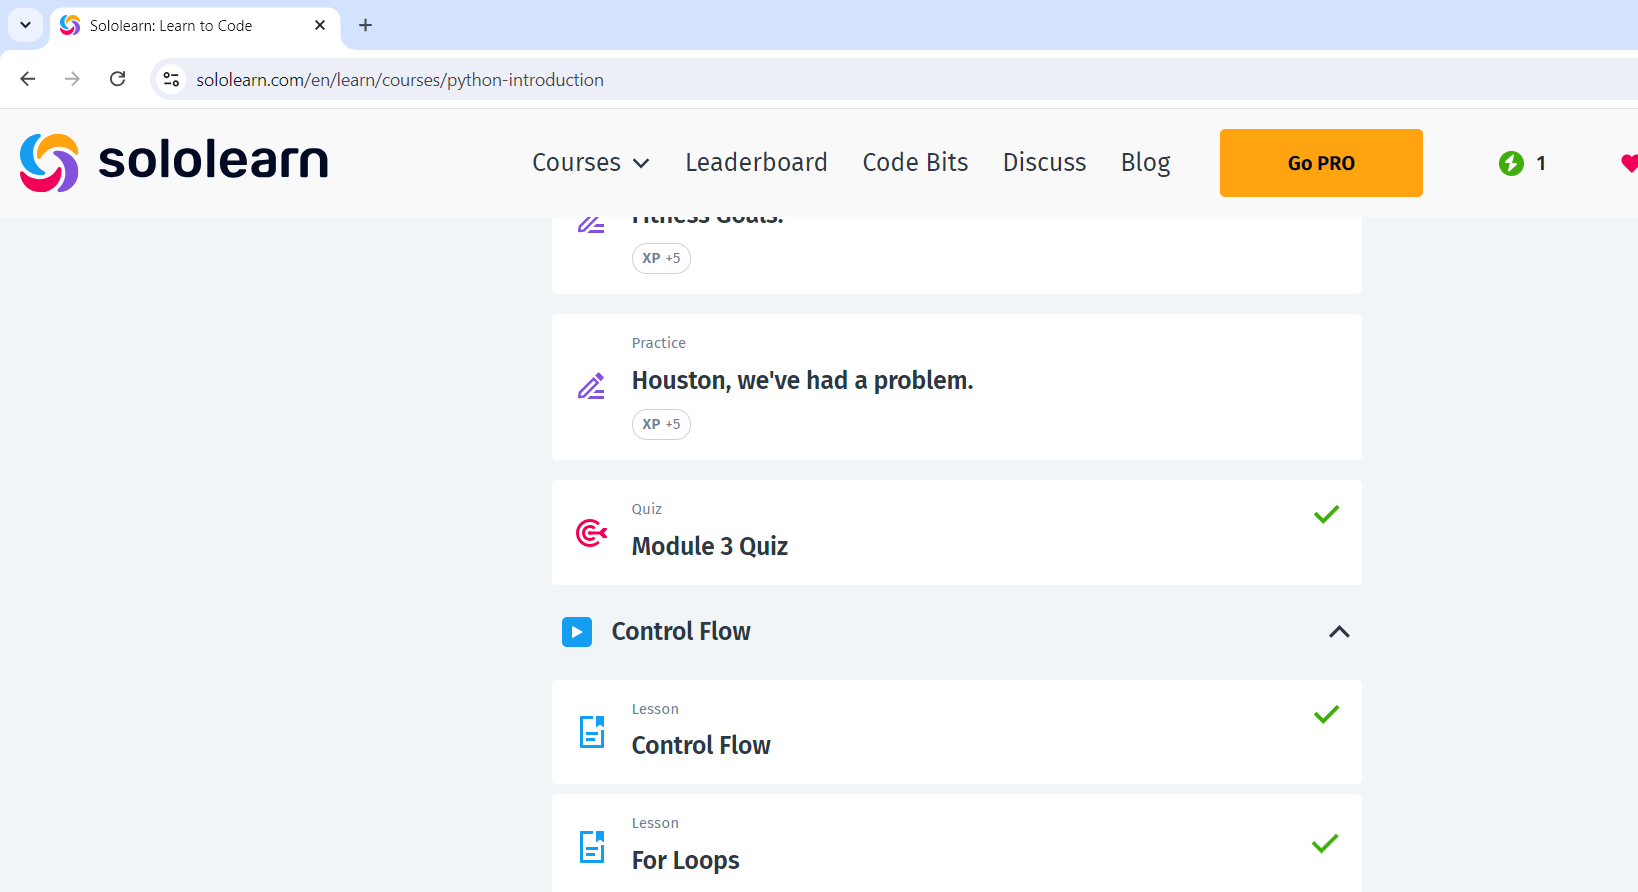 Sololearn: Learn to Code
sololearn.com/en/learn/courses/python-introduction
sololearn
Courses Leaderboard Code Bits Discuss Blog Go PRO 1
Fitness Goals.
XP +5
Practice
Houston, we've had a problem.
XP +5
Quiz
Module 3 Quiz
Control Flow
Lesson
Control Flow
Lesson
For Loops